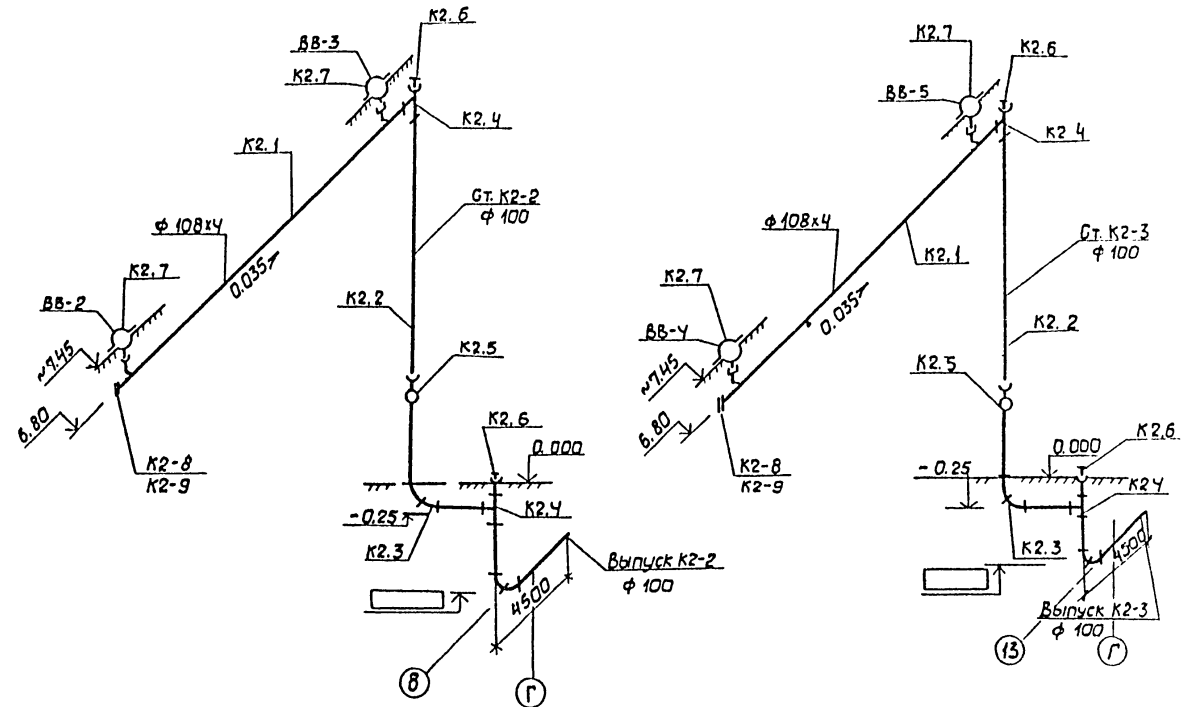 К2.6
ВВ-3
К2.7
К2.4
К2.1
Ст. К2-2
ф 100
ф 108×4
0.035
К2.7
К2.2
ВВ-2
К2.5
~7.45
6.80
К2.6
0.000
К2-8
К2-9
-0.25
К2.4
К2.3
Выпуск К2-2
ф 100
4500
8
Г
К2.7
К2.6
ВВ-5
К2.4
ф 108×4
Ст. К2-3
ф 100
К2.1
К2.7
0.035
ВВ-4
К2.2
~7.45
К2.5
6.80
К2.6
0.000
К2-8
К2-9
-0.25
К2.4
К2.3
4500
Выпуск К2-3
ф 100
13
Г